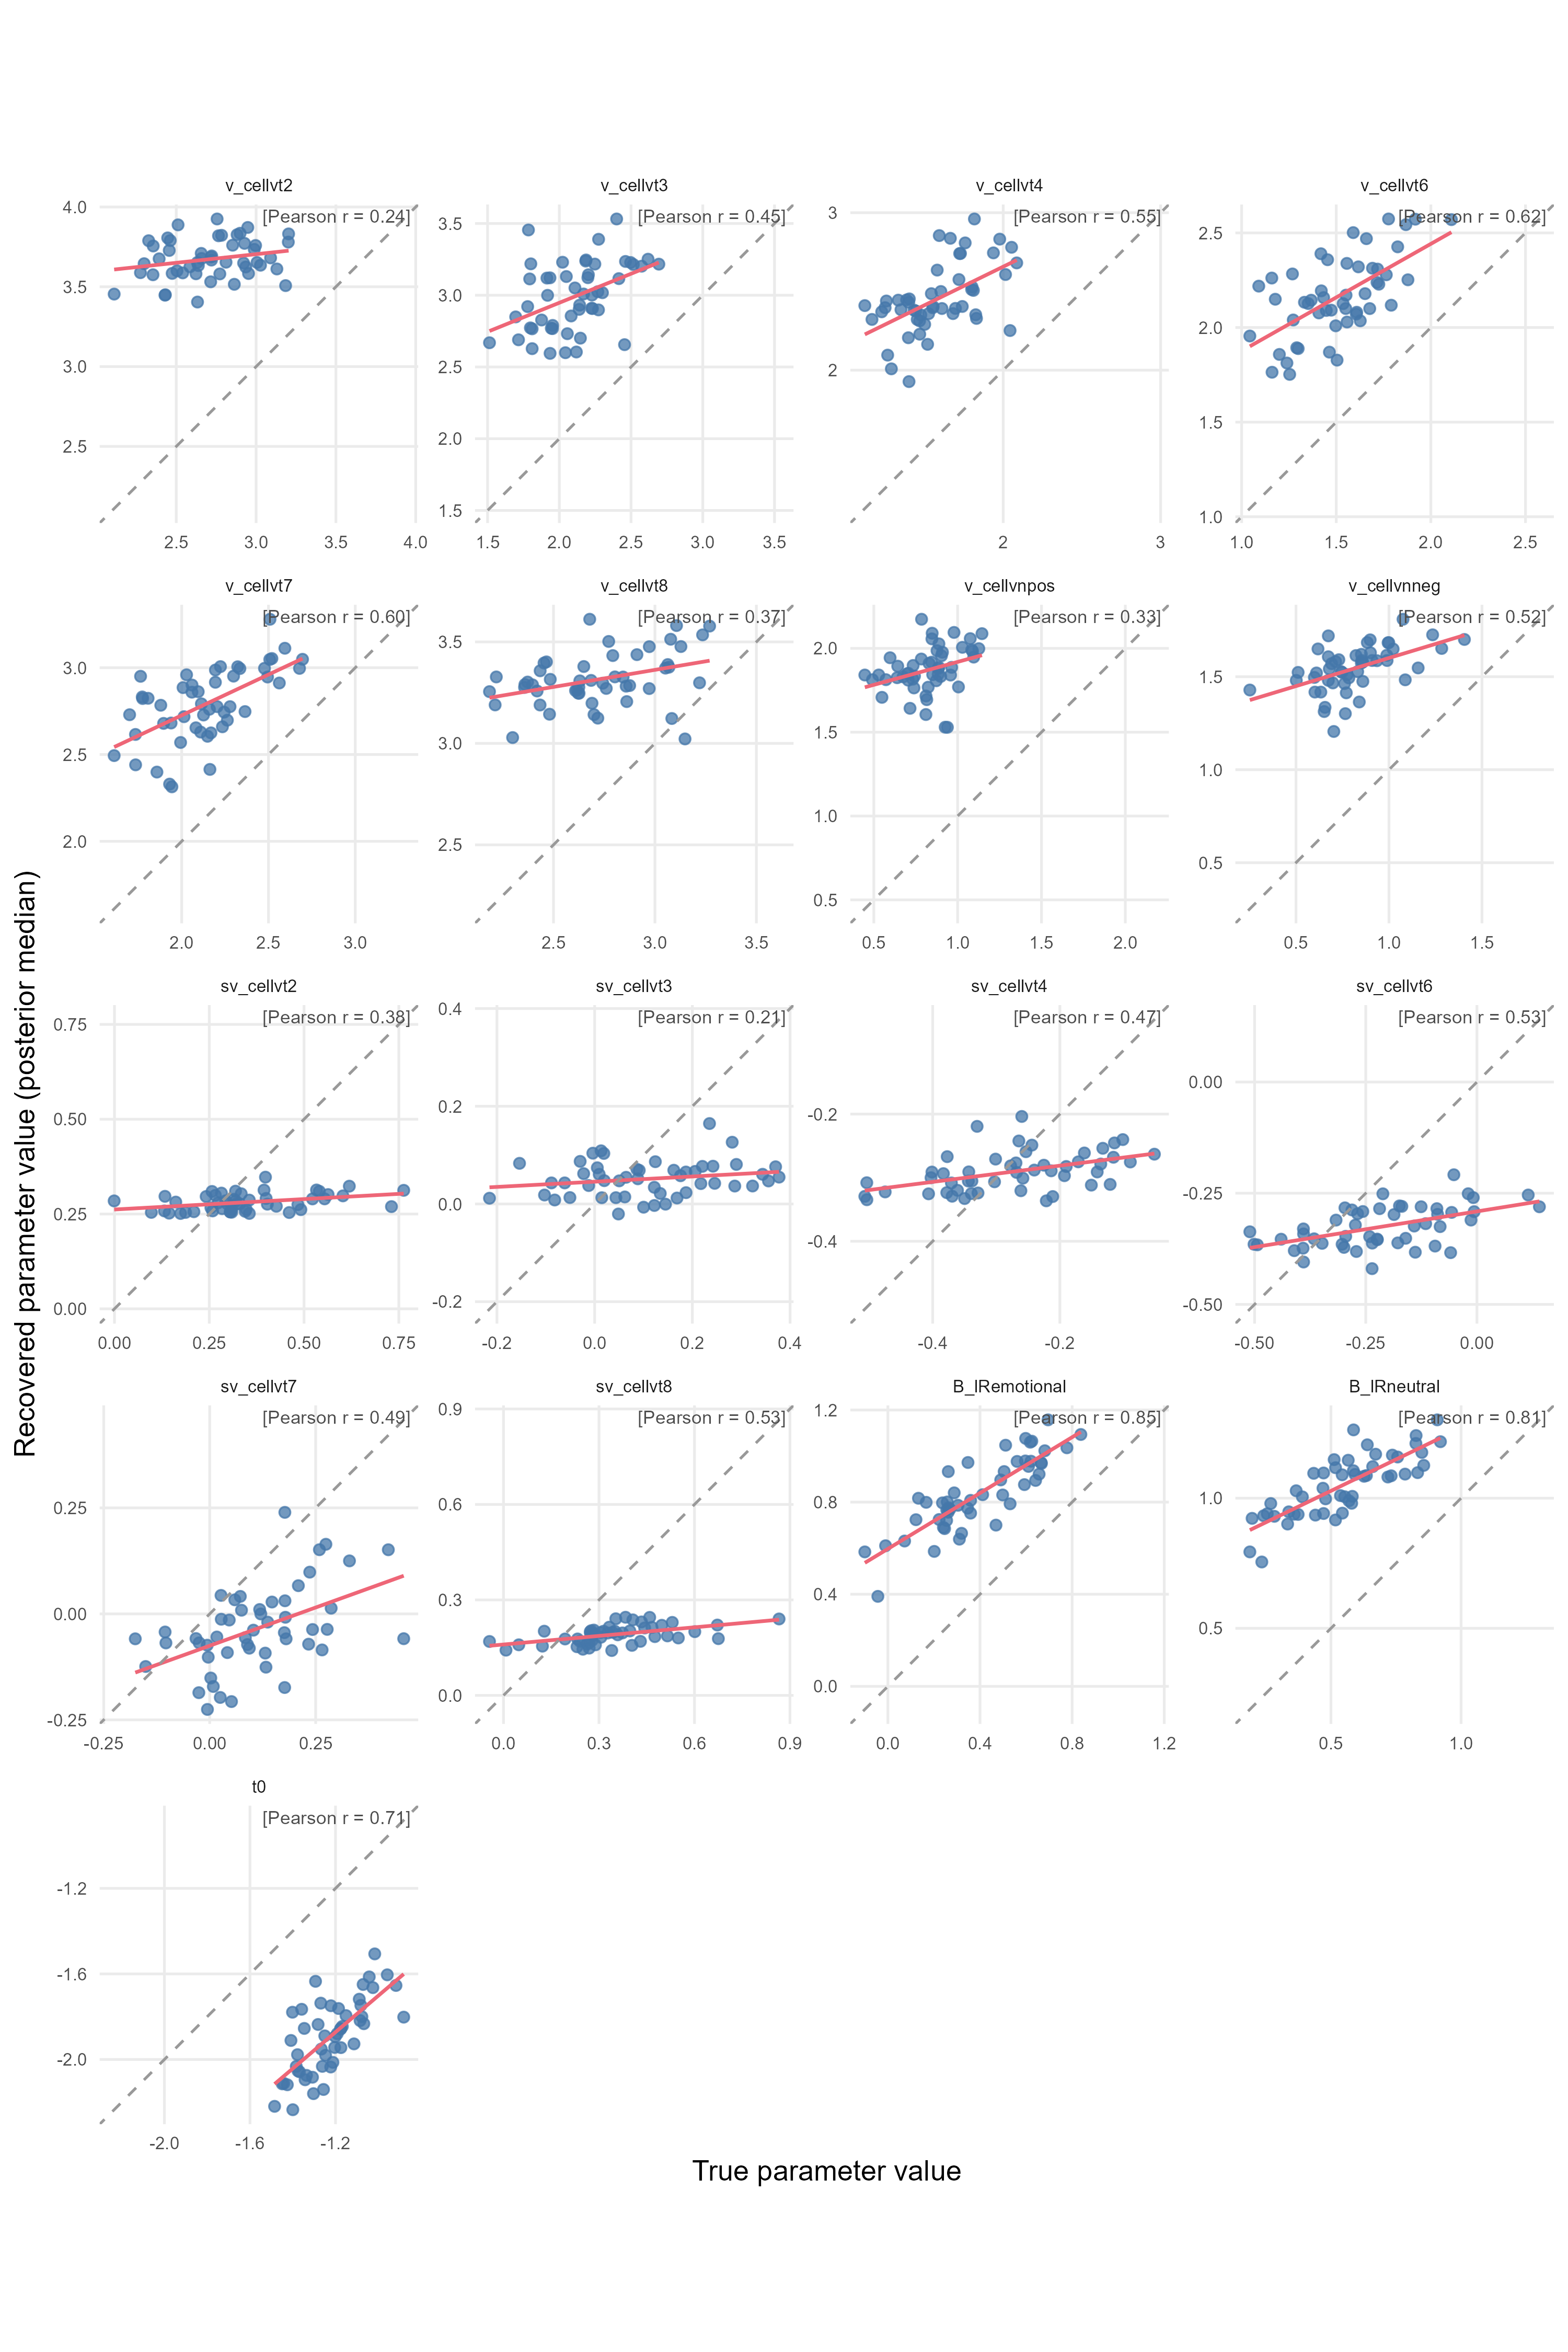 v_cellvt2 v_cellvt3 v_cellvt4 v_cellvt6
[Pearson r = 0.24] [Pearson r = 0.45] [Pearson r = 0.55] [Pearson r = 0.62]
4.0 3.5 3.0 2.5
3.5 3.0 2.5 2.0 1.5
3 2
2.5 2.0 1.5 1.0
2.5 3.0 3.5 4.0 1.5 2.0 2.5 3.0 3.5 2 3 1.0 1.5 2.0 2.5
v_cellvt7 v_cellvt8 v_cellvnpos v_cellvnneg
[Pearson r = 0.60] [Pearson r = 0.37] [Pearson r = 0.33] [Pearson r = 0.52]
3.0 2.5 2.0
3.5 3.0 2.5
2.0 1.5 1.0 0.5
1.5 1.0 0.5
2.0 2.5 3.0 2.5 3.0 3.5 0.5 1.0 1.5 2.0 0.5 1.0 1.5
Recovered parameter value (posterior median)
sv_cellvt2 sv_cellvt3 sv_cellvt4 sv_cellvt6
[Pearson r = 0.38] [Pearson r = 0.21] [Pearson r = 0.47] [Pearson r = 0.53]
0.75 0.50 0.25 0.00
0.4 0.2 0.0 -0.2
-0.2 -0.4
0.00 -0.25 -0.50
0.00 0.25 0.50 0.75 -0.2 0.0 0.2 0.4 -0.4 -0.2 -0.50 -0.25 0.00
sv_cellvt7 sv_cellvt8 B_lRemotional B_lRneutral
[Pearson r = 0.49] [Pearson r = 0.53] [Pearson r = 0.85] [Pearson r = 0.81]
0.25 0.00 -0.25
0.9 0.6 0.3 0.0
1.2 0.8 0.4 0.0
1.0 0.5
-0.25 0.00 0.25 0.0 0.3 0.6 0.9 0.0 0.4 0.8 1.2 0.5 1.0
t0
[Pearson r = 0.71]
-1.2
-1.6
-2.0
-2.0 -1.6 -1.2
True parameter value